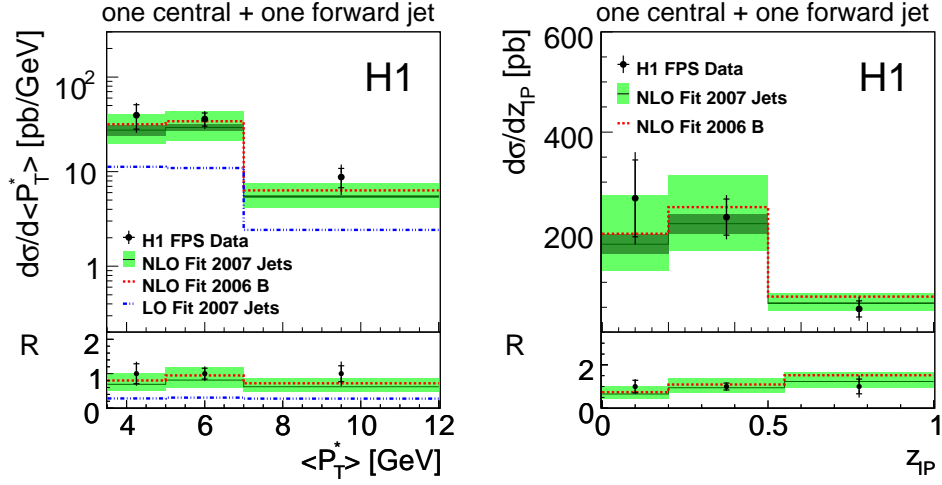 one central + one forward jet
dσ/d<P*T> [pb/GeV]
H1
10²
10
1
H1 FPS Data
NLO Fit 2007 Jets
NLO Fit 2006 B
LO Fit 2007 Jets
R
2
1
0
4 6 8 10 12
<P*T> [GeV]
one central + one forward jet
dσ/dzIP [pb]
H1
600
400
200
H1 FPS Data
NLO Fit 2007 Jets
NLO Fit 2006 B
R
2
0
0 0.5 1
zIP